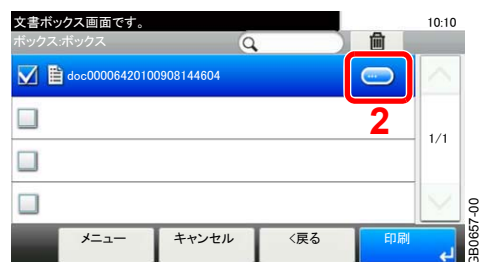 文書ボックス画面です。
10:10
ボックス:ボックス
doc00006420100908144604
...
2
1/1
メニュー
キャンセル
<戻る
印刷
GB0657-00